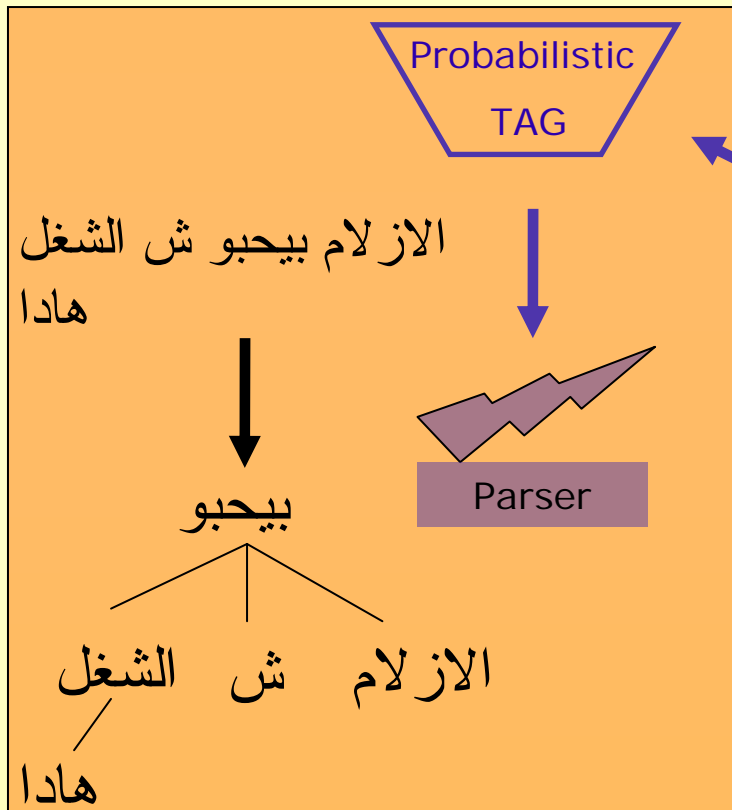 Probabilistic
TAG
الازلام بيحبو ش الشغل
هادا
Parser
بيحبو
الازلام ش الشغل
هادا